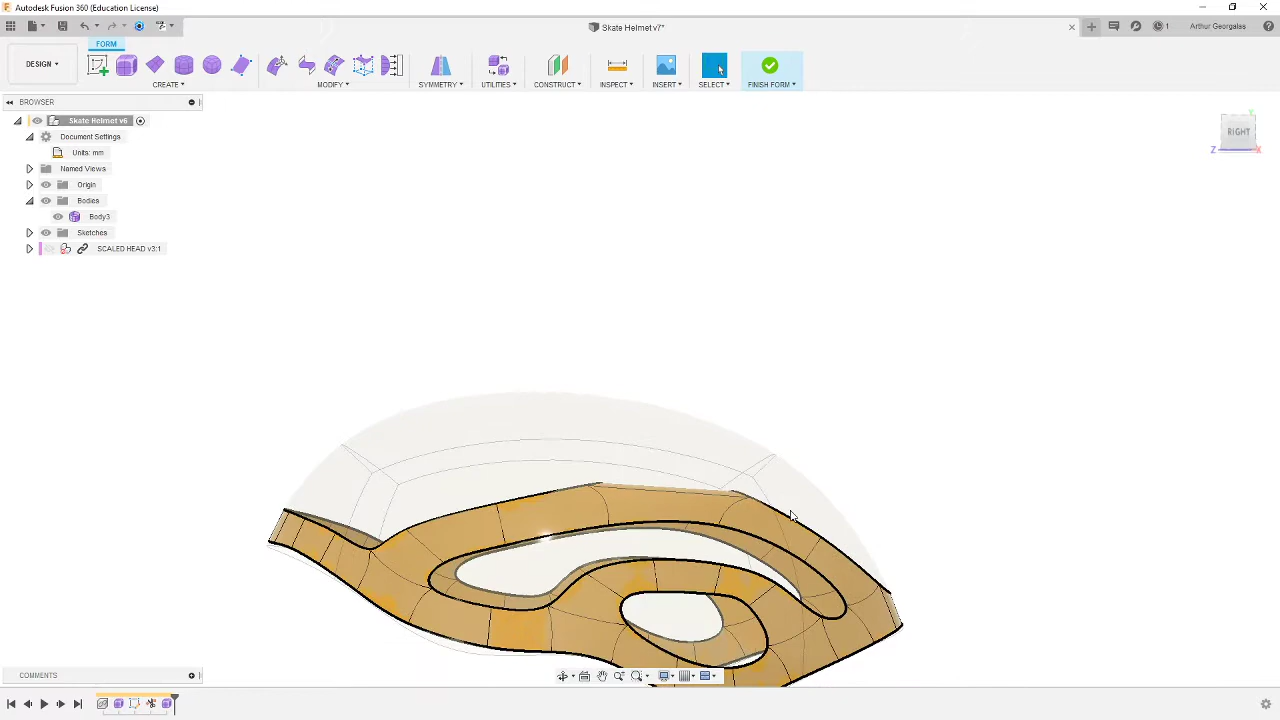 Autodesk Fusion 360 (Education License)
Skate Helmet v7*
1
Arthur Georgalas
FORM
DESIGN
CREATE
MODIFY
SYMMETRY
UTILITIES
CONSTRUCT
INSPECT
INSERT
SELECT
FINISH FORM
BROWSER
Skate Helmet v6
Document Settings
Units: mm
Named Views
Origin
Bodies
Body3
Sketches
SCALED HEAD v3:1
RIGHT
Y
Z
X
COMMENTS